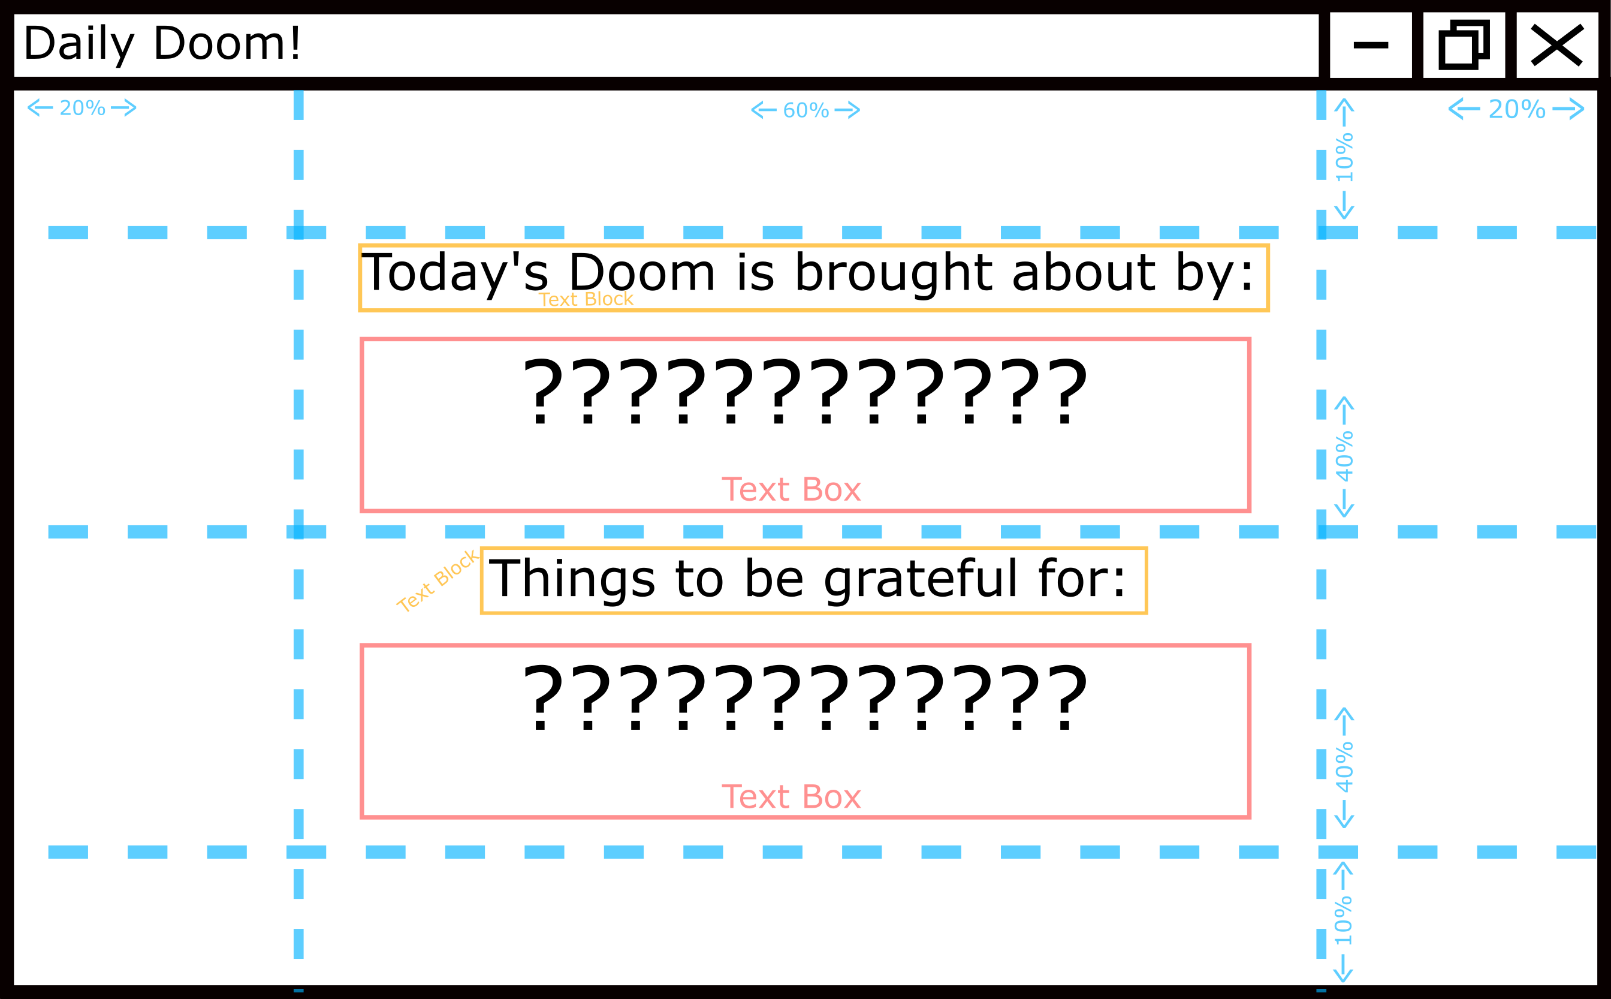 Daily Doom!
20%
60%
20%
10%
Today's Doom is brought about by:
Text Block
????????????
40%
Text Box
Things to be grateful for:
Text Block
????????????
40%
Text Box
10%